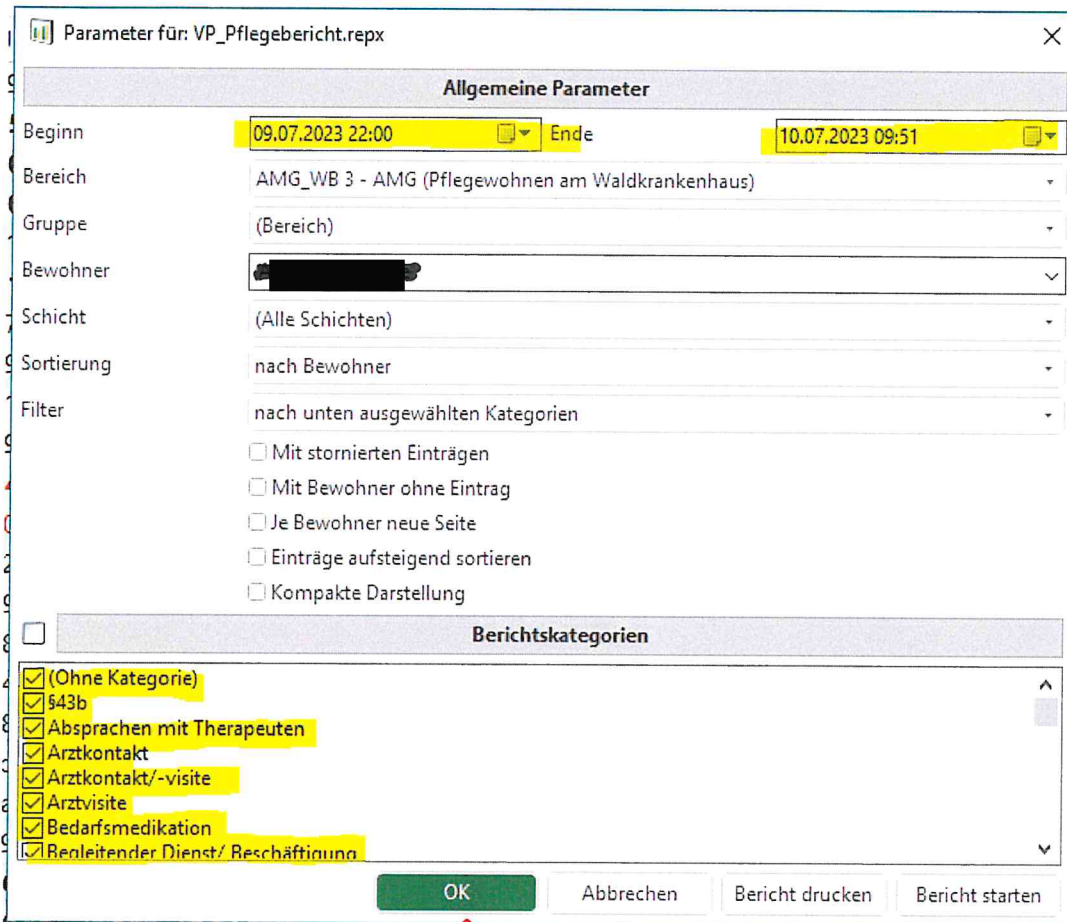 Parameter für: VP_Pflegebericht.repx
Allgemeine Parameter
Beginn 09.07.2023 22:00 Ende 10.07.2023 09:51
Bereich AMG_WB 3 - AMG (Pflegewohnen am Waldkrankenhaus)
Gruppe (Bereich)
Bewohner
Schicht (Alle Schichten)
Sortierung nach Bewohner
Filter nach unten ausgewählten Kategorien
Mit stornierten Einträgen
Mit Bewohner ohne Eintrag
Je Bewohner neue Seite
Einträge aufsteigend sortieren
Kompakte Darstellung
Berichtskategorien
(Ohne Kategorie)
§43b
Absprachen mit Therapeuten
Arztkontakt
Arztkontakt/-visite
Arztvisite
Bedarfsmedikation
Begleitender Dienst/ Beschäftigung
OK Abbrechen Bericht drucken Bericht starten